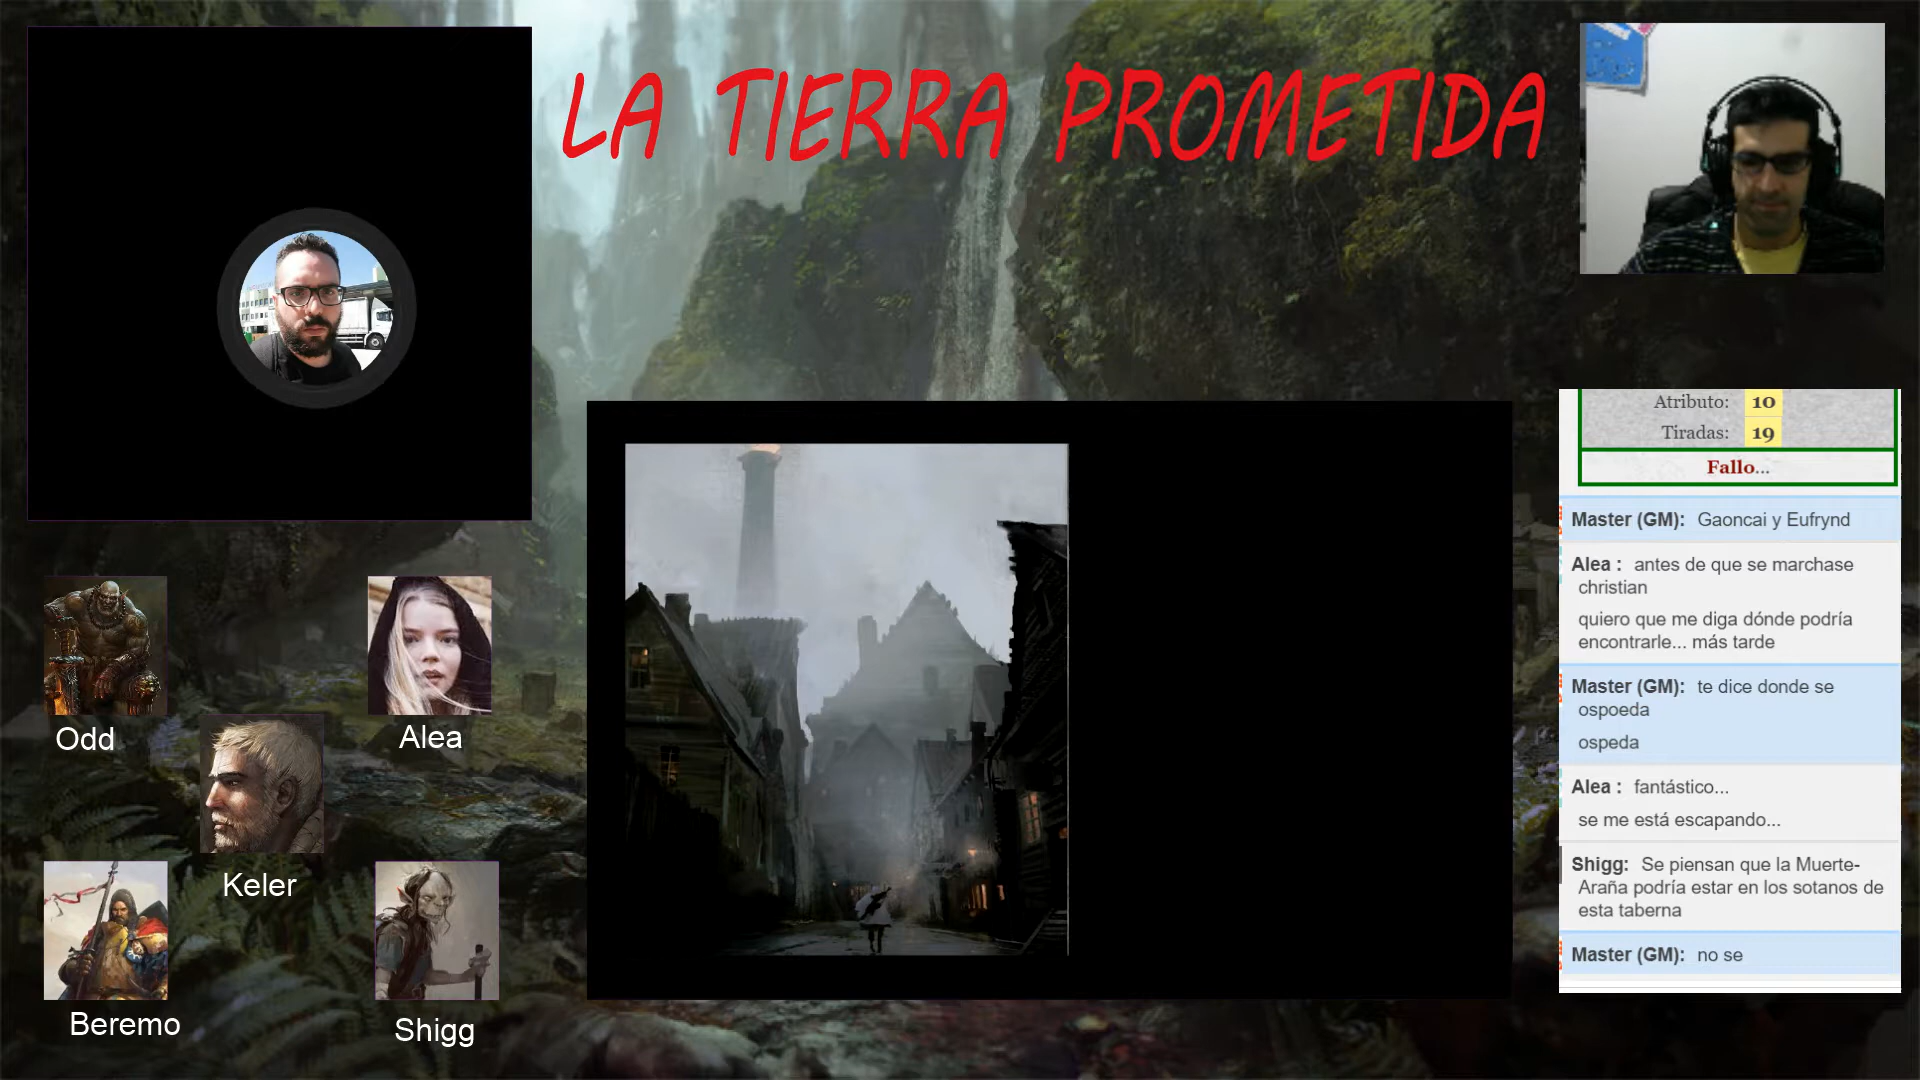 LA TIERRA PROMETIDA
Odd
Alea
Keler
Beremo
Shigg
Atributo: 10
Tiradas: 19
Fallo...
Master (GM): Gaoncai y Eufrynd
Alea : antes de que se marchase
christian
quiero que me diga dónde podría
encontrarle... más tarde
Master (GM): te dice donde se
ospoeda
ospeda
Alea : fantástico...
se me está escapando...
Shigg: Se piensan que la Muerte-
Araña podría estar en los sotanos de
esta taberna
Master (GM): no se